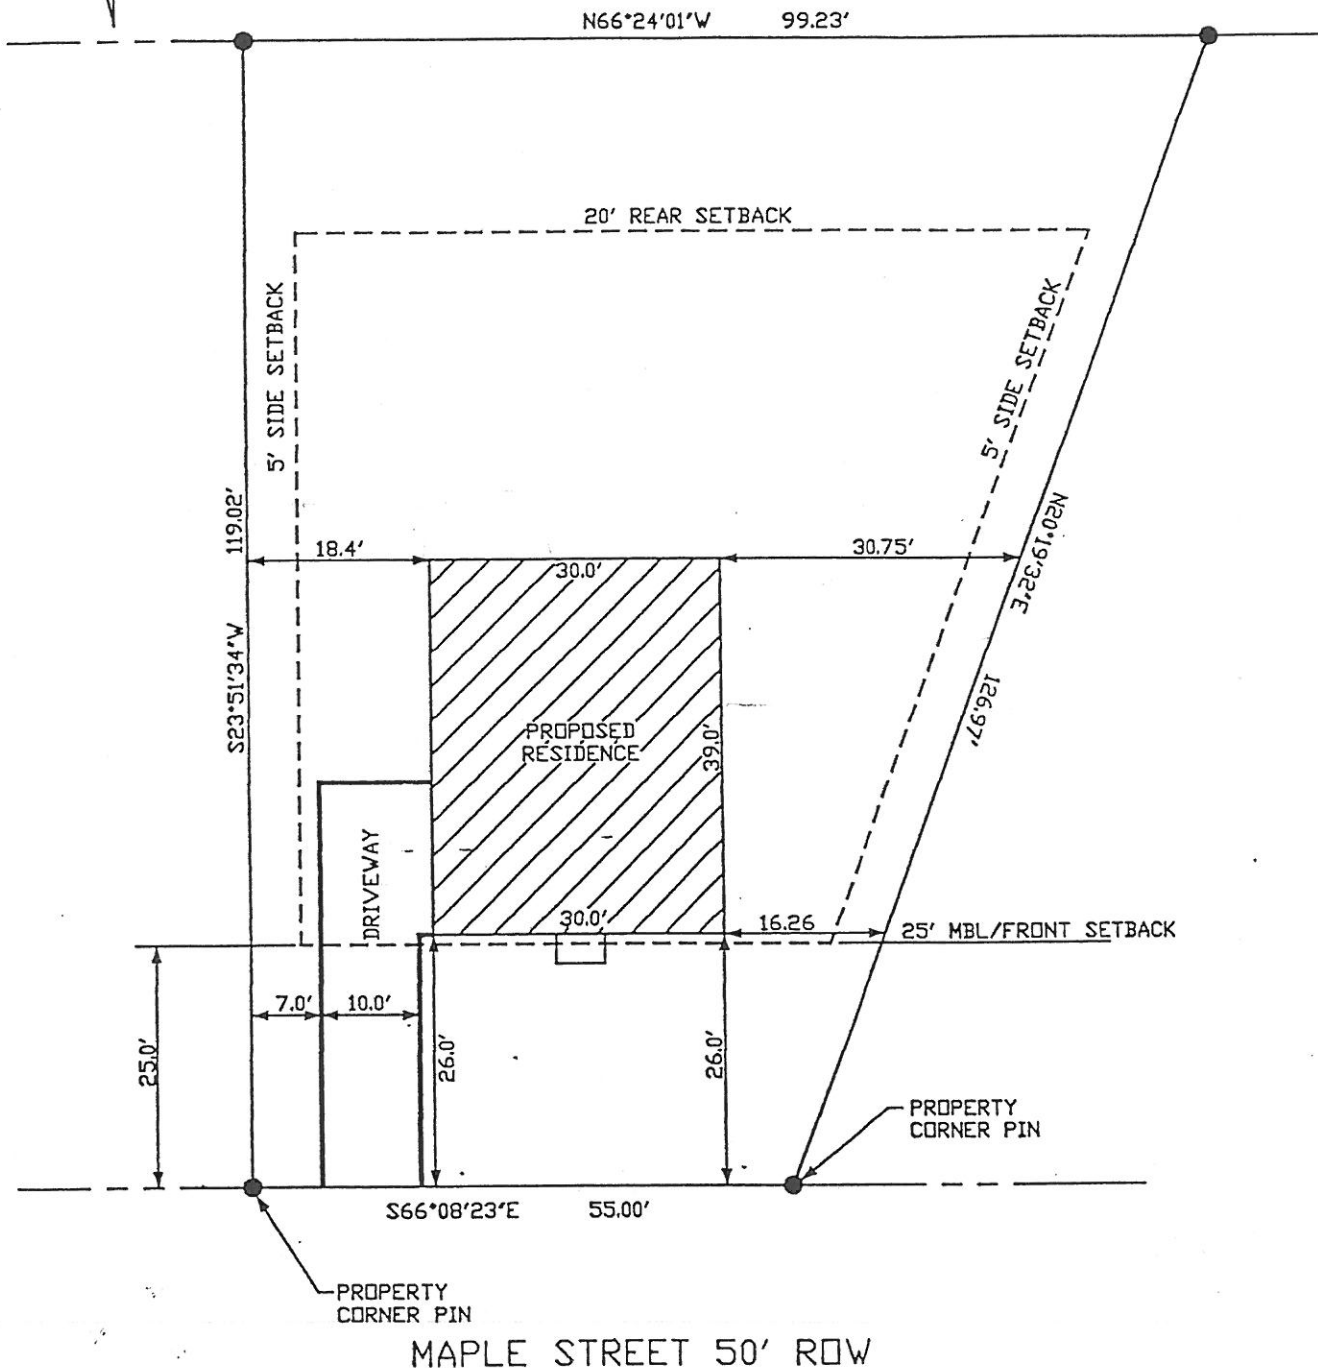 N66°24'01"W 99.23'
20' REAR SETBACK
5' SIDE SETBACK
5' SIDE SETBACK
119.02'
S23°51'34"W
18.4'
30.0'
30.75'
N20°19'32"E
126.97'
PROPOSED
RESIDENCE
39.0'
DRIVEWAY
30.0'
16.26
25' MBL/FRONT SETBACK
7.0'
10.0'
25.0'
26.0'
26.0'
PROPERTY
CORNER PIN
S66°08'23"E 55.00'
PROPERTY
CORNER PIN
MAPLE STREET 50' ROW